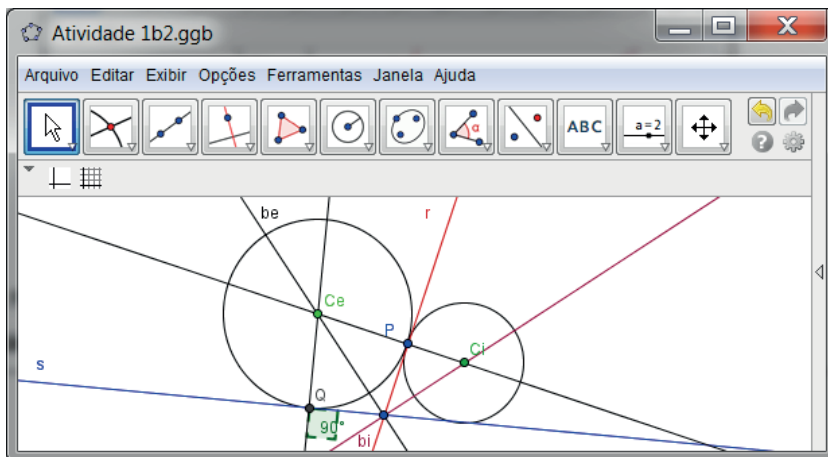 Atividade 1b2.ggb
Arquivo Editar Exibir Opções Ferramentas Janela Ajuda
α
ABC
a=2
?
be
r
Ce
P
Ci
s
Q
90°
bi